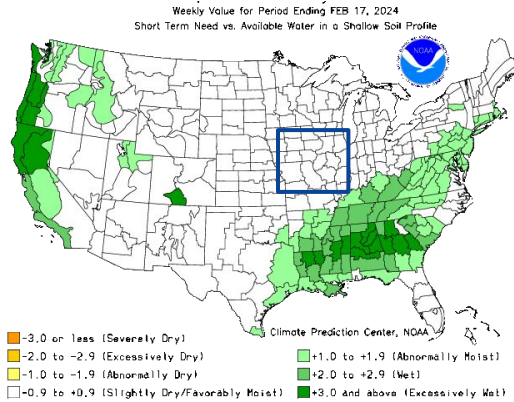 Weekly Value for Period Ending FEB 17, 2024
Short Term Need vs. Available Water in a Shallow Soil Profile
NOAA
Climate Prediction Center, NOAA
-3.0 or less (Severely Dry)
-2.0 to -2.9 (Excessively Dry)
-1.0 to -1.9 (Abnormally Dry)
-0.9 to +0.9 (Slightly Dry/Favorably Moist)
+1.0 to +1.9 (Abnormally Moist)
+2.0 to +2.9 (Wet)
+3.0 and above (Excessively Wet)